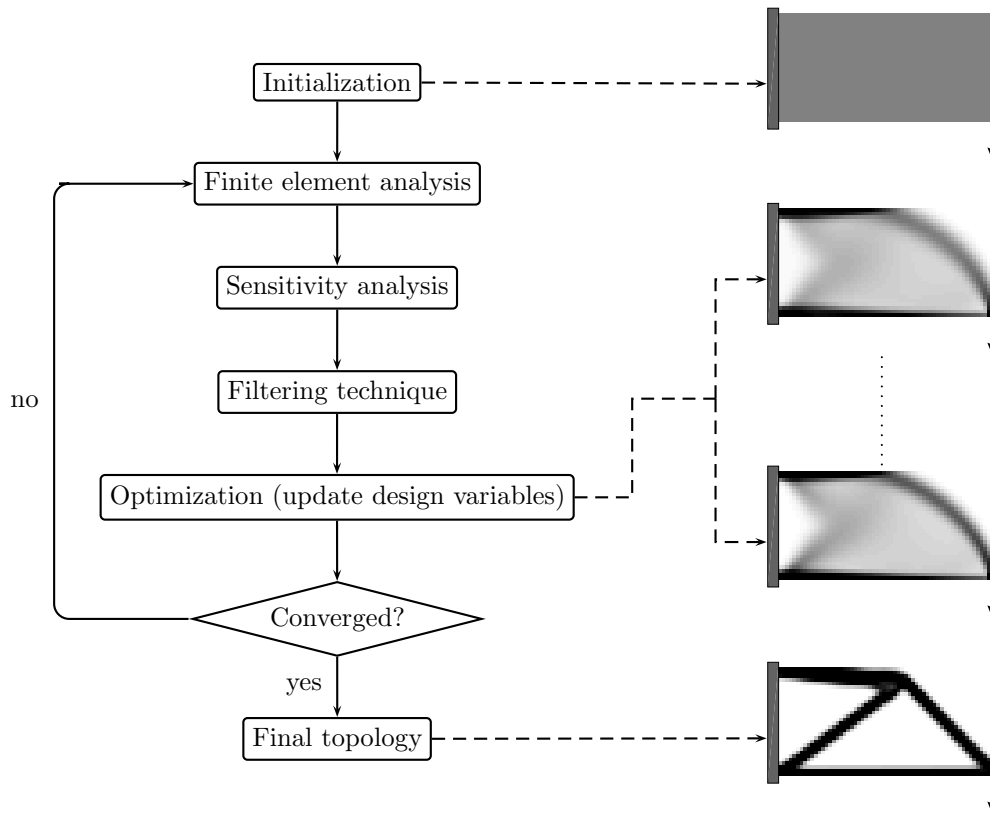 Initialization
Finite element analysis
Sensitivity analysis
no
Filtering technique
Optimization (update design variables)
Converged?
yes
Final topology